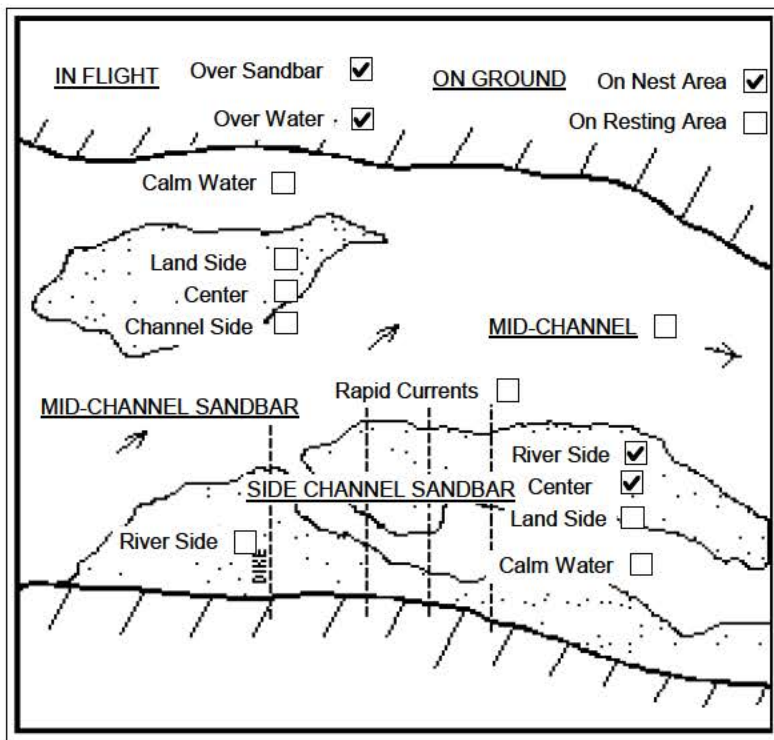 IN FLIGHT Over Sandbar ON GROUND On Nest Area
Over Water On Resting Area
Calm Water
Land Side
Center
Channel Side
MID-CHANNEL
Rapid Currents
MID-CHANNEL SANDBAR
River Side
SIDE CHANNEL SANDBAR Center
Land Side
River Side
DIKE
Calm Water